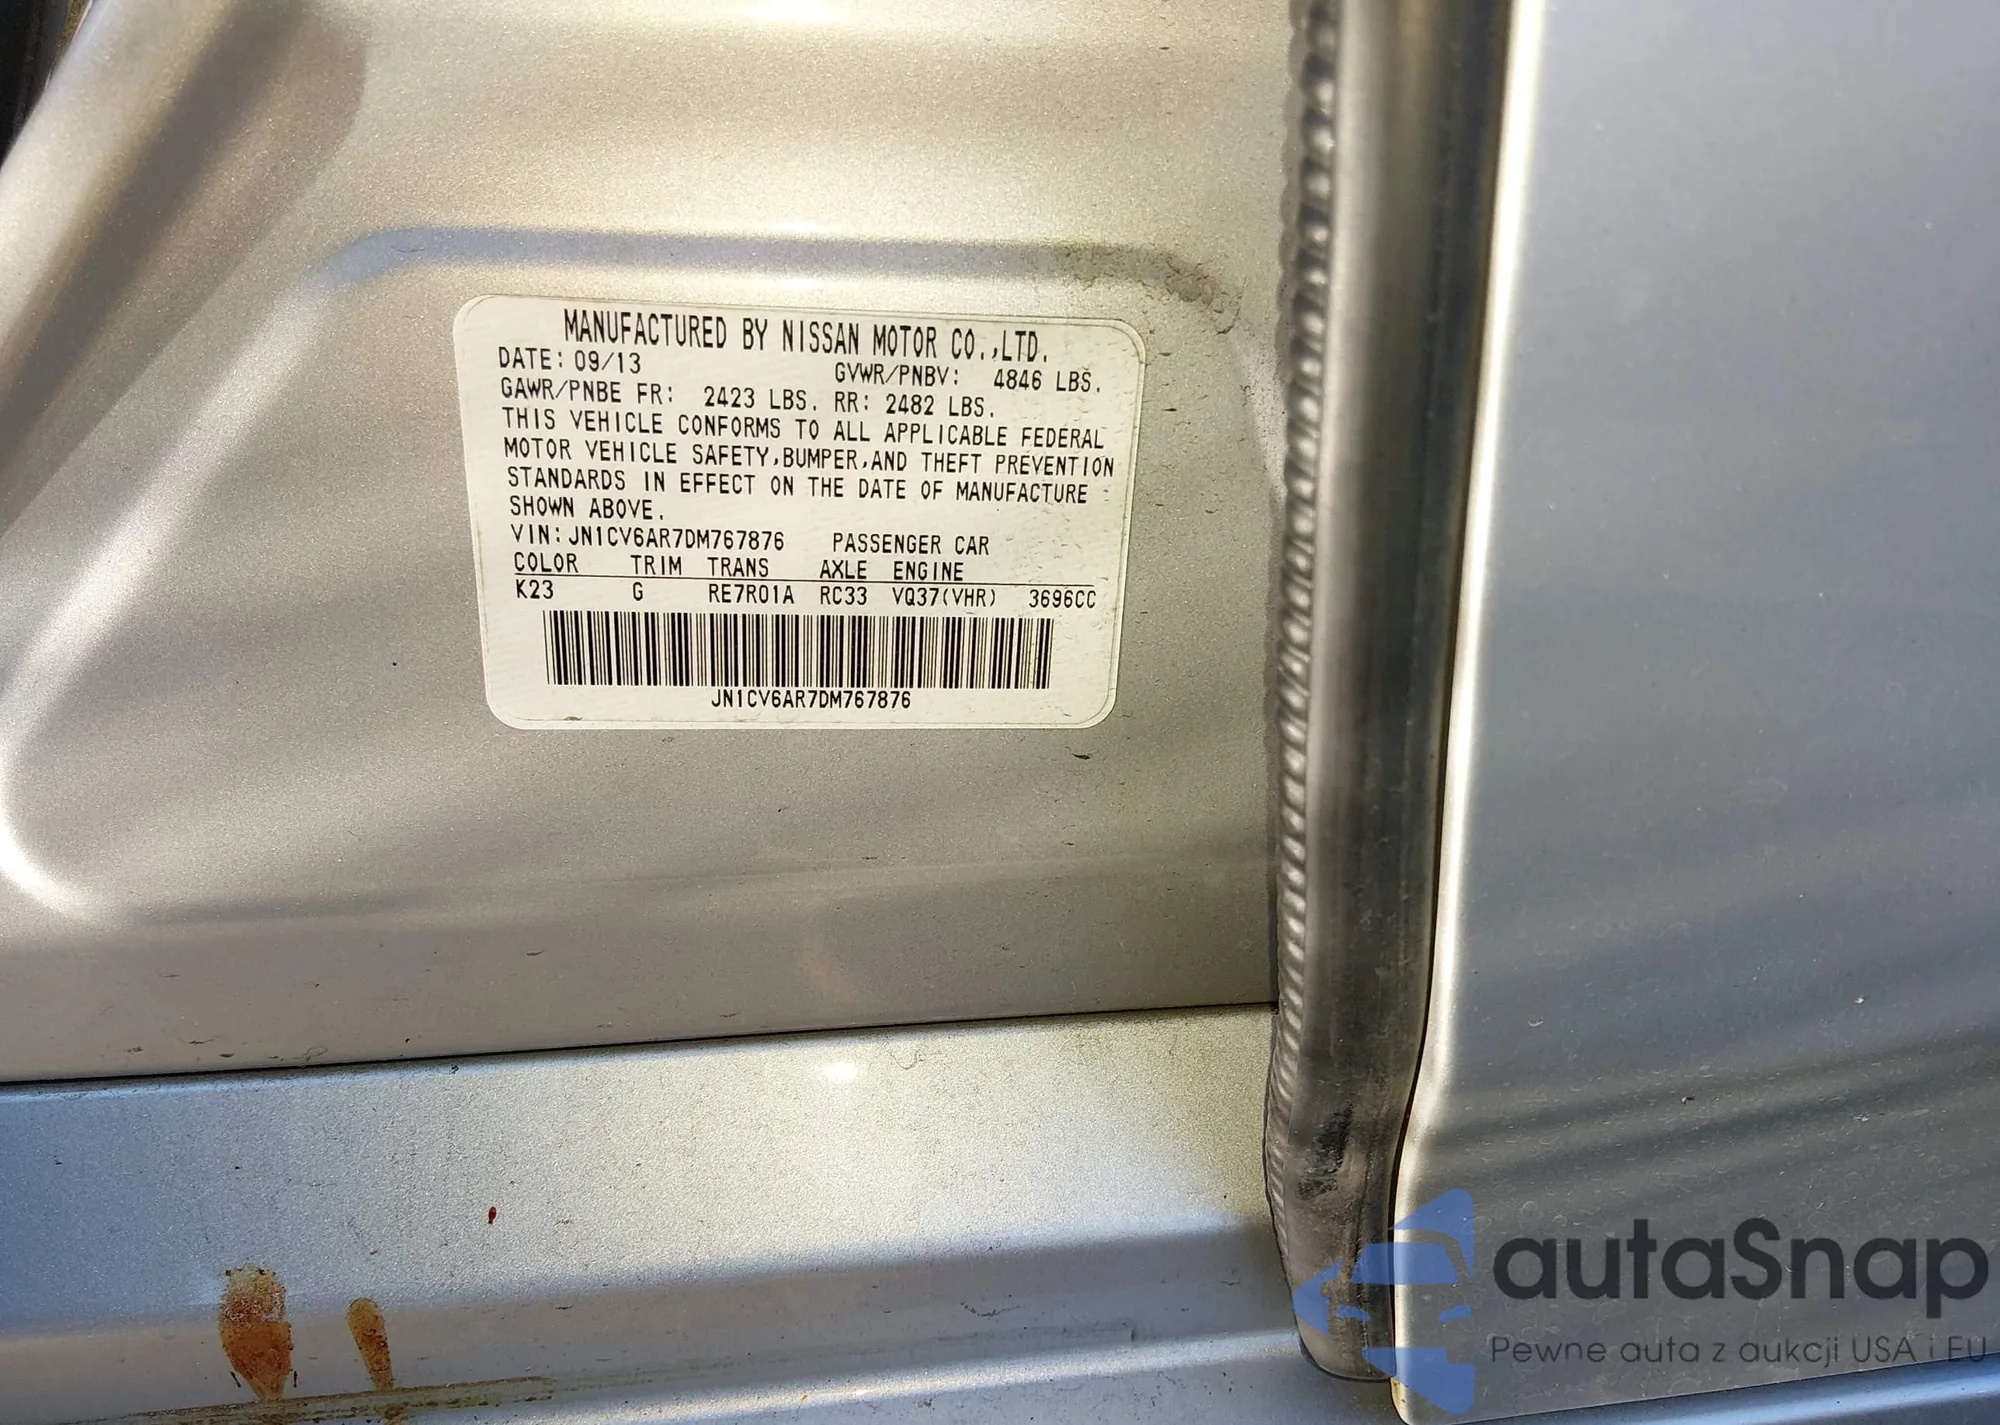 MANUFACTURED BY NISSAN MOTOR CO.,LTD.
DATE: 09/13 GVWR/PNBV: 4846 LBS.
GAWR/PNBE FR: 2423 LBS. RR: 2482 LBS.
THIS VEHICLE CONFORMS TO ALL APPLICABLE FEDERAL
MOTOR VEHICLE SAFETY,BUMPER,AND THEFT PREVENTION
STANDARDS IN EFFECT ON THE DATE OF MANUFACTURE
SHOWN ABOVE.
VIN: JN1CV6AR7DM767876 PASSENGER CAR
COLOR TRIM TRANS AXLE ENGINE
K23 G RE7R01A RC33 VQ37(VHR) 3696CC
JN1CV6AR7DM767876
autaSnap
Pewne auta z aukcji USA i EU